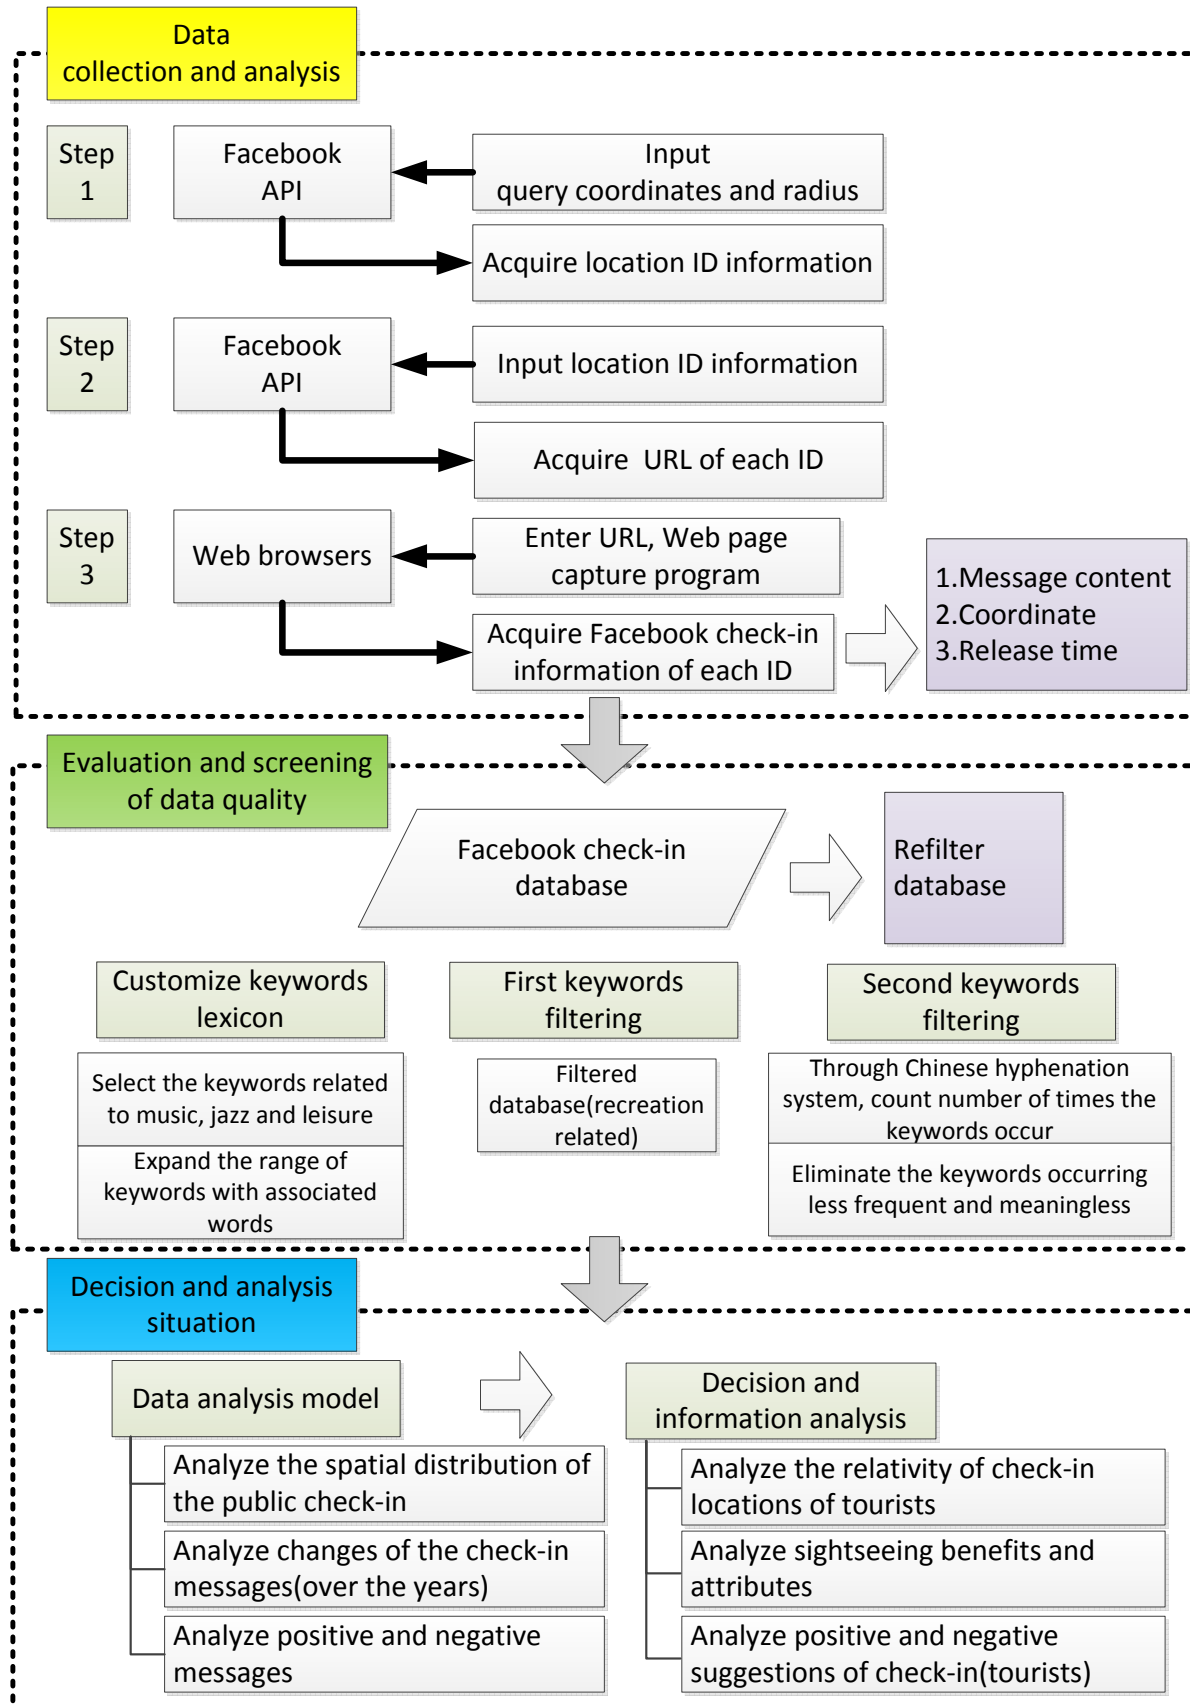 Data
collection and analysis
Step
1
Facebook
API
Input
query coordinates and radius
Acquire location ID information
Step
2
Facebook
API
Input location ID information
Acquire  URL of each ID
Step
3
Web browsers
Enter URL, Web page
capture program
Acquire Facebook check-in
information of each ID
1.Message content
2.Coordinate
3.Release time
Evaluation and screening
of data quality
Facebook check-in
database
Refilter
database
Customize keywords
lexicon
Select the keywords related
to music, jazz and leisure
Expand the range of
keywords with associated
words
First keywords
filtering
Filtered
database(recreation
related)
Second keywords
filtering
Through Chinese hyphenation
system, count number of times the
keywords occur
Eliminate the keywords occurring
less frequent and meaningless
Decision and analysis
situation
Data analysis model
Analyze the spatial distribution of
the public check-in
Analyze changes of the check-in
messages(over the years)
Analyze positive and negative
messages
Decision and
information analysis
Analyze the relativity of check-in
locations of tourists
Analyze sightseeing benefits and
attributes
Analyze positive and negative
suggestions of check-in(tourists)